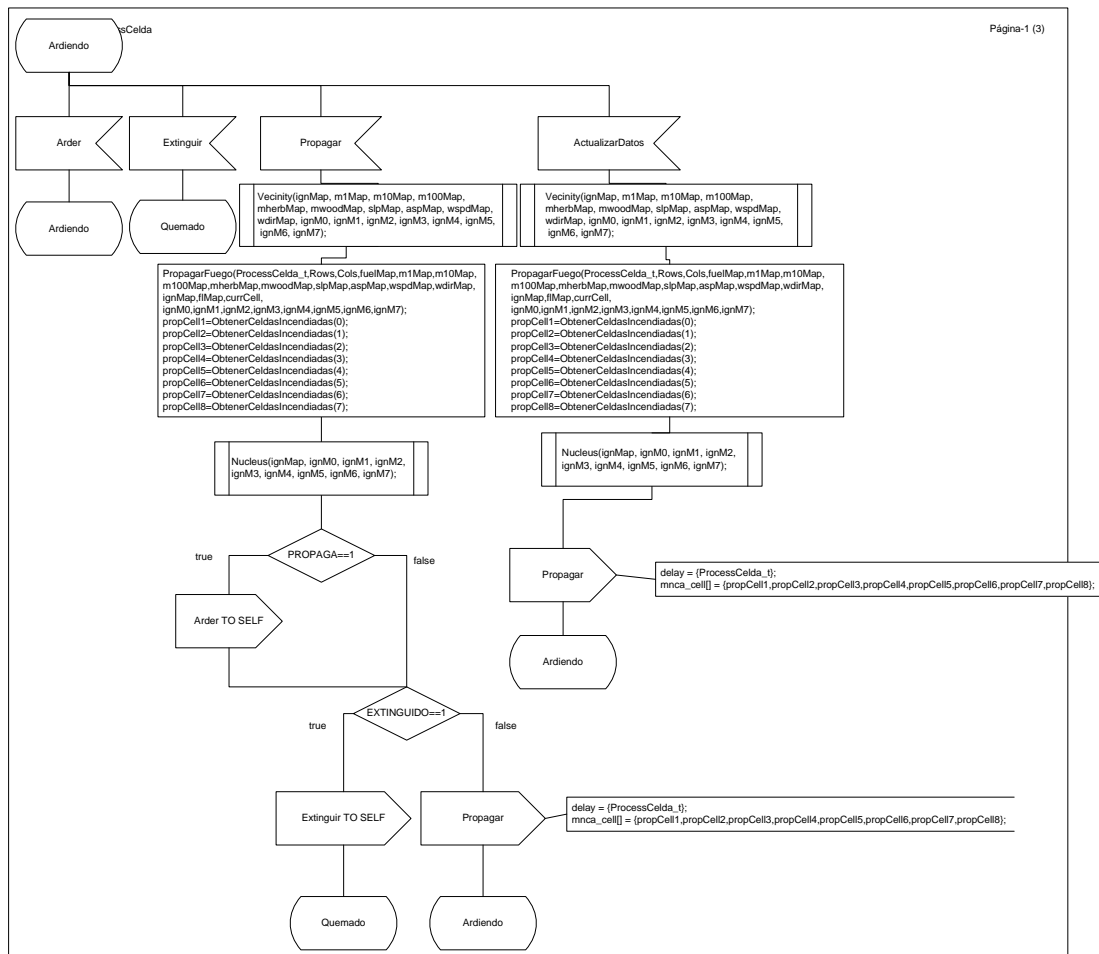 Ardiendo
ssCelda
Página-1 (3)
Arder
Extinguir
Propagar
ActualizarDatos
Ardiendo
Quemado
Vecinity(ignMap, m1Map, m10Map, m100Map,
mherbMap, mwoodMap, slpMap, aspMap, wspdMap,
wdirMap, ignM0, ignM1, ignM2, ignM3, ignM4, ignM5,
ignM6, ignM7);
Vecinity(ignMap, m1Map, m10Map, m100Map,
mherbMap, mwoodMap, slpMap, aspMap, wspdMap,
wdirMap, ignM0, ignM1, ignM2, ignM3, ignM4, ignM5,
ignM6, ignM7);
PropagarFuego(ProcessCelda_t,Rows,Cols,fuelMap,m1Map,m10Map,
m100Map,mherbMap,mwoodMap,slpMap,aspMap,wspdMap,wdirMap,
ignMap,flMap,currCell,
ignM0,ignM1,ignM2,ignM3,ignM4,ignM5,ignM6,ignM7);
propCell1=ObtenerCeldasIncendiadas(0);
propCell2=ObtenerCeldasIncendiadas(1);
propCell3=ObtenerCeldasIncendiadas(2);
propCell4=ObtenerCeldasIncendiadas(3);
propCell5=ObtenerCeldasIncendiadas(4);
propCell6=ObtenerCeldasIncendiadas(5);
propCell7=ObtenerCeldasIncendiadas(6);
propCell8=ObtenerCeldasIncendiadas(7);
PropagarFuego(ProcessCelda_t,Rows,Cols,fuelMap,m1Map,m10Map,
m100Map,mherbMap,mwoodMap,slpMap,aspMap,wspdMap,wdirMap,
ignMap,flMap,currCell,
ignM0,ignM1,ignM2,ignM3,ignM4,ignM5,ignM6,ignM7);
propCell1=ObtenerCeldasIncendiadas(0);
propCell2=ObtenerCeldasIncendiadas(1);
propCell3=ObtenerCeldasIncendiadas(2);
propCell4=ObtenerCeldasIncendiadas(3);
propCell5=ObtenerCeldasIncendiadas(4);
propCell6=ObtenerCeldasIncendiadas(5);
propCell7=ObtenerCeldasIncendiadas(6);
propCell8=ObtenerCeldasIncendiadas(7);
Nucleus(ignMap, ignM0, ignM1, ignM2,
ignM3, ignM4, ignM5, ignM6, ignM7);
Nucleus(ignMap, ignM0, ignM1, ignM2,
ignM3, ignM4, ignM5, ignM6, ignM7);
true
PROPAGA==1
false
Propagar
delay = {ProcessCelda_t};
mnca_cell[] = {propCell1,propCell2,propCell3,propCell4,propCell5,propCell6,propCell7,propCell8};
Arder TO SELF
Ardiendo
true
EXTINGUIDO==1
false
Extinguir TO SELF
Propagar
delay = {ProcessCelda_t};
mnca_cell[] = {propCell1,propCell2,propCell3,propCell4,propCell5,propCell6,propCell7,propCell8};
Quemado
Ardiendo